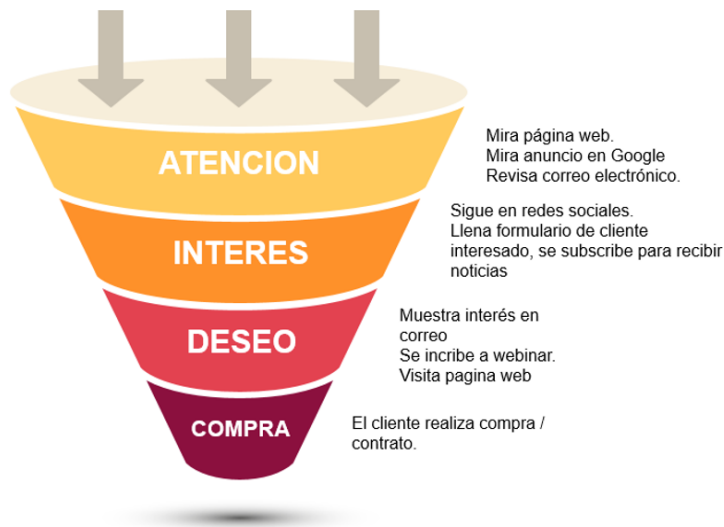 ATENCION
Mira página web.
Mira anuncio en Google
Revisa correo electrónico.
INTERES
Sigue en redes sociales.
Llena formulario de cliente
interesado, se subscribe para recibir
noticias
DESEO
Muestra interés en
correo
Se incribe a webinar.
Visita pagina web
COMPRA
El cliente realiza compra /
contrato.